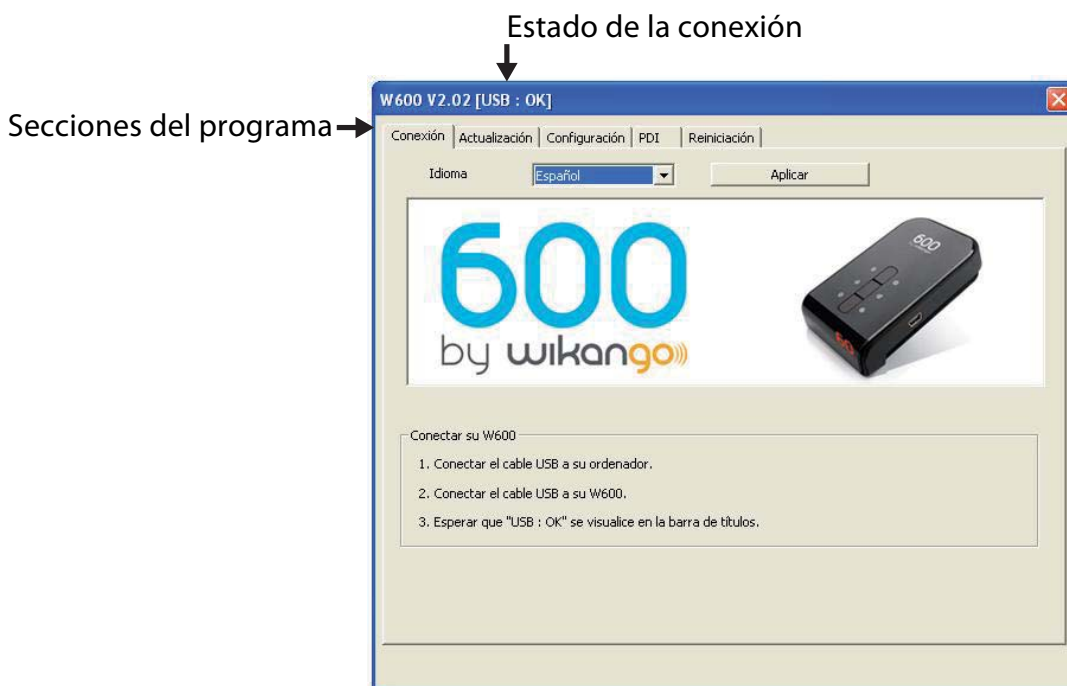 Estado de la conexión
W600 V2.02 [USB : OK]
Secciones del programa
Conexión Actualización Configuración PDI Reiniciación
Idioma Español Aplicar
600
by wikango
600
60
Conectar su W600
1. Conectar el cable USB a su ordenador.
2. Conectar el cable USB a su W600.
3. Esperar que "USB : OK" se visualice en la barra de títulos.